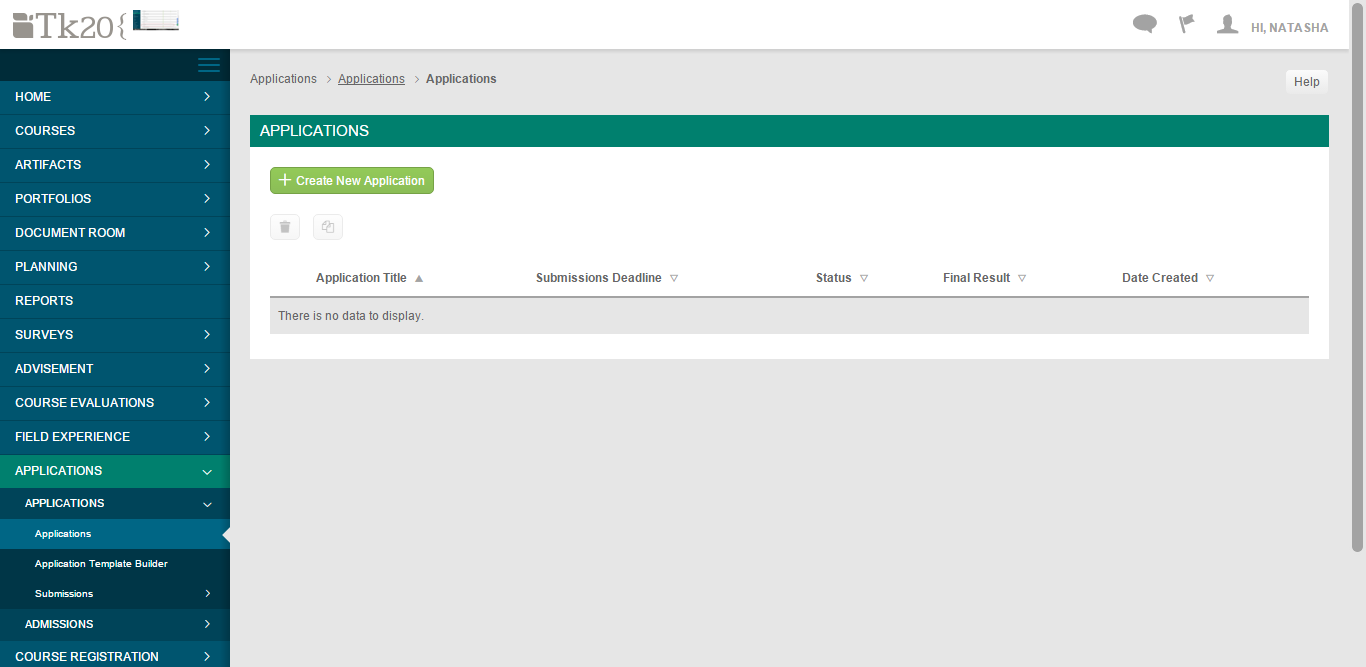 Tk20{
HI, NATASHA
HOME
COURSES
ARTIFACTS
PORTFOLIOS
DOCUMENT ROOM
PLANNING
REPORTS
SURVEYS
ADVISEMENT
COURSE EVALUATIONS
FIELD EXPERIENCE
APPLICATIONS
APPLICATIONS
Applications
Application Template Builder
Submissions
ADMISSIONS
COURSE REGISTRATION
Applications > Applications > Applications
Help
APPLICATIONS
Create New Application
Application Title Submissions Deadline Status Final Result Date Created
There is no data to display.